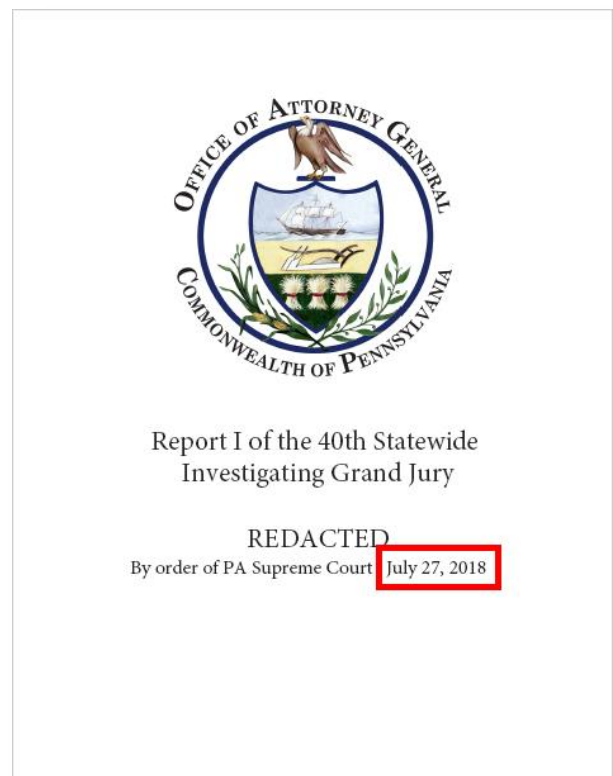 OFFICE OF ATTORNEY GENERAL
COMMONWEALTH OF PENNSYLVANIA
Report I of the 40th Statewide
Investigating Grand Jury
REDACTED
By order of PA Supreme Court July 27, 2018